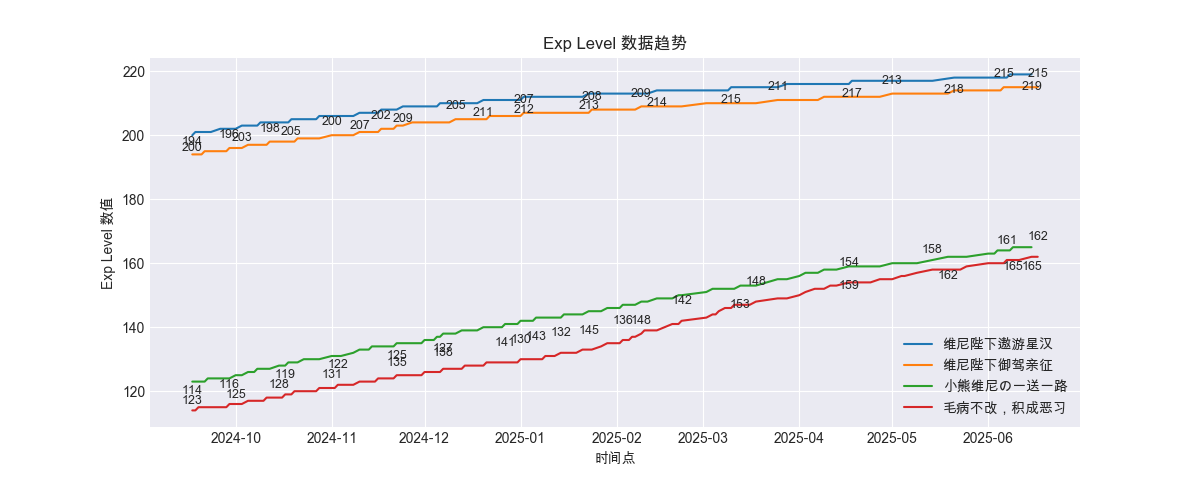 Exp Level 数据趋势
Exp Level 数值
220
200
180
160
140
120
194 198 203 198 205 200 207 202 209 205 211 207 212 208 213 209 214 215 211 217 213 218 215 215
200 219
114 116 119 122 125 127 130 132 136 142 148 154 158 161 162
123 125 128 131 135 138 141 143 145 148 153 159 162 165 165
2024-10 2024-11 2024-12 2025-01 2025-02 2025-03 2025-04 2025-05 2025-06
时间点
维尼陛下遨游星汉
维尼陛下御驾亲征
小熊维尼の一送一路
毛病不改，积成恶习